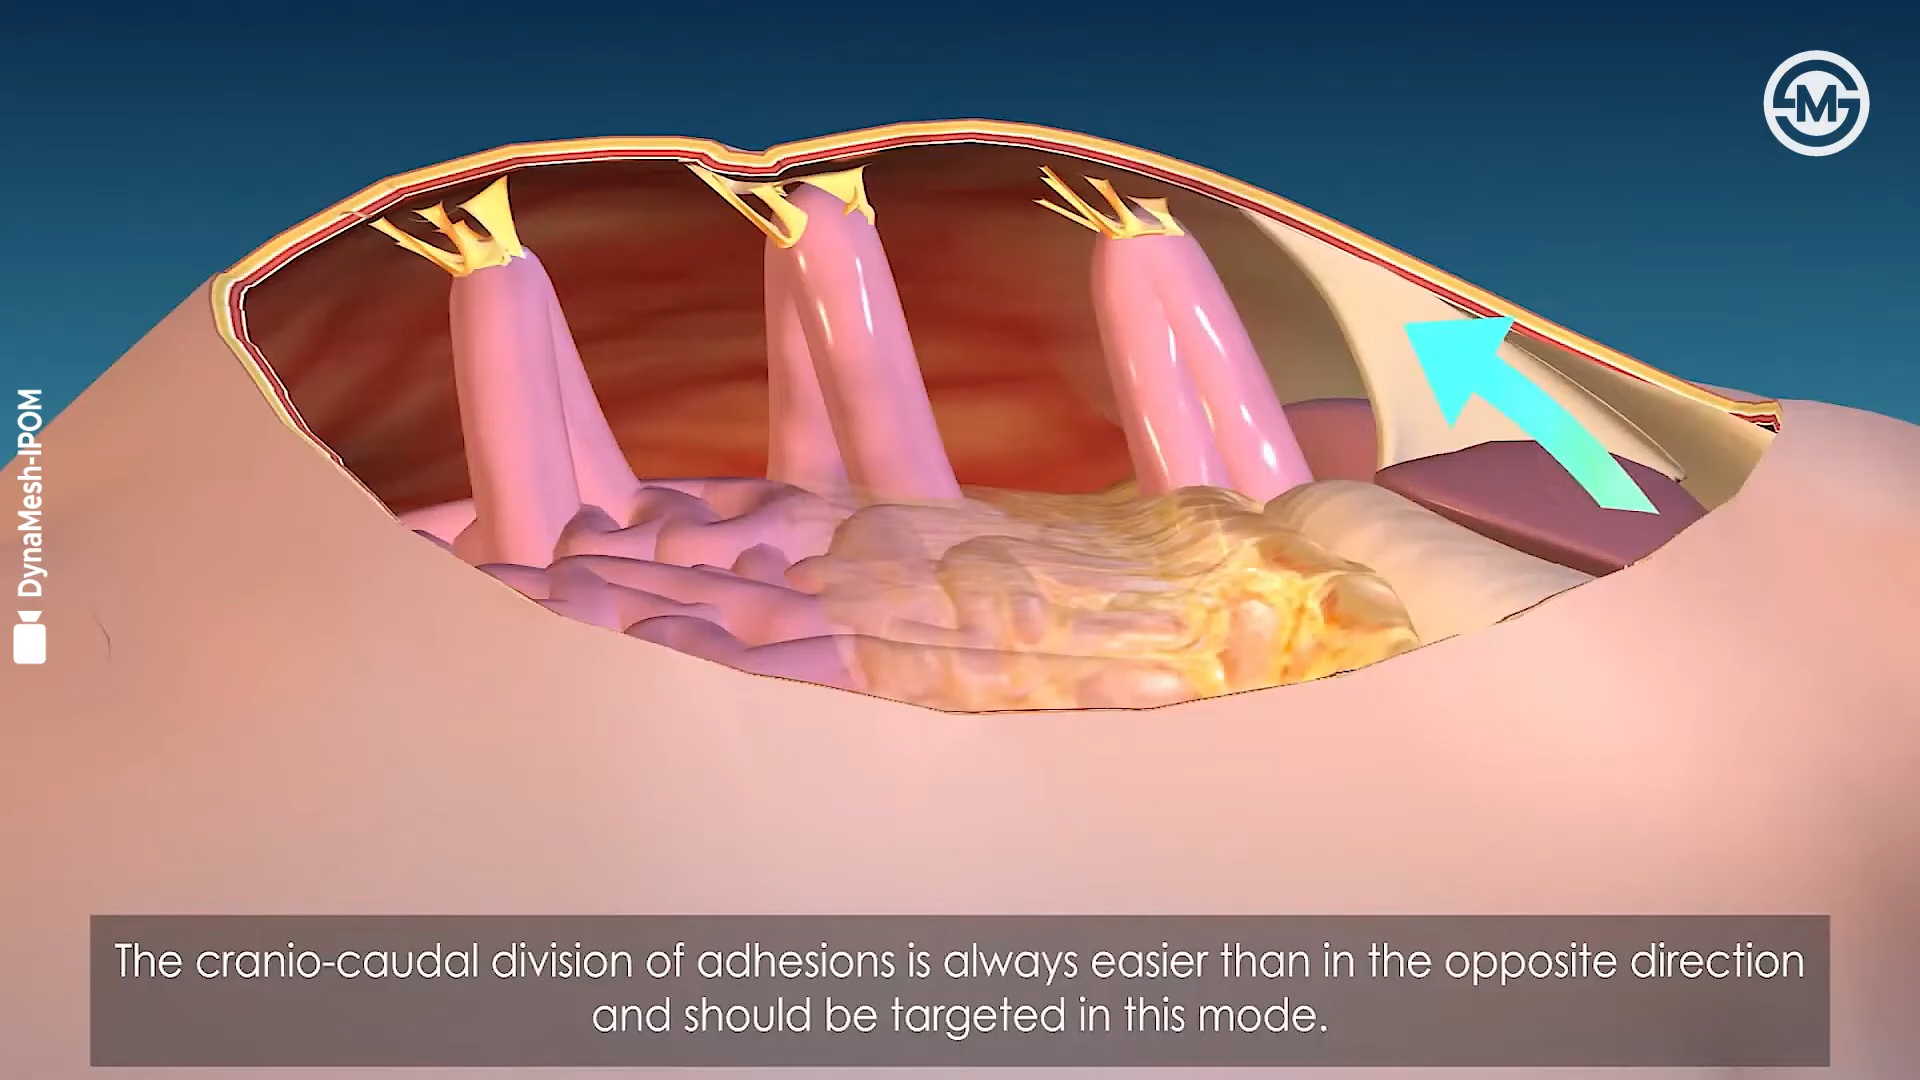 SMG
DynaMesh-IPOM
The cranio-caudal division of adhesions is always easier than in the opposite direction
and should be targeted in this mode.